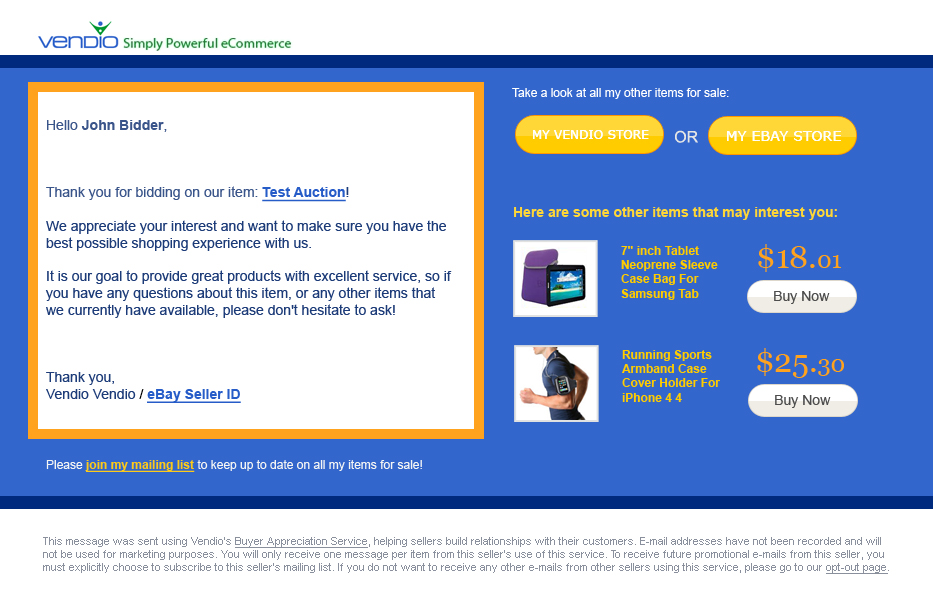 VENDIO Simply Powerful eCommerce
Hello John Bidder,
Thank you for bidding on our item: Test Auction!
We appreciate your interest and want to make sure you have the
best possible shopping experience with us.
It is our goal to provide great products with excellent service, so if
you have any questions about this item, or any other items that
we currently have available, please don't hesitate to ask!
Thank you,
Vendio Vendio / eBay Seller ID
Please join my mailing list to keep up to date on all my items for sale!
Take a look at all my other items for sale:
MY VENDIO STORE OR MY EBAY STORE
Here are some other items that may interest you:
7" inch Tablet
Neoprene Sleeve
Case Bag For
Samsung Tab
$18.01
Buy Now
Running Sports
Armband Case
Cover Holder For
iPhone 4 4
$25.30
Buy Now
This message was sent using Vendio's Buyer Appreciation Service, helping sellers build relationships with their customers. E-mail addresses have not been recorded and will
not be used for marketing purposes. You will only receive one message per item from this seller's use of this service. To receive future promotional e-mails from this seller, you
must explicitly choose to subscribe to this seller's mailing list. If you do not want to receive any other e-mails from other sellers using this service, please go to our opt-out page.